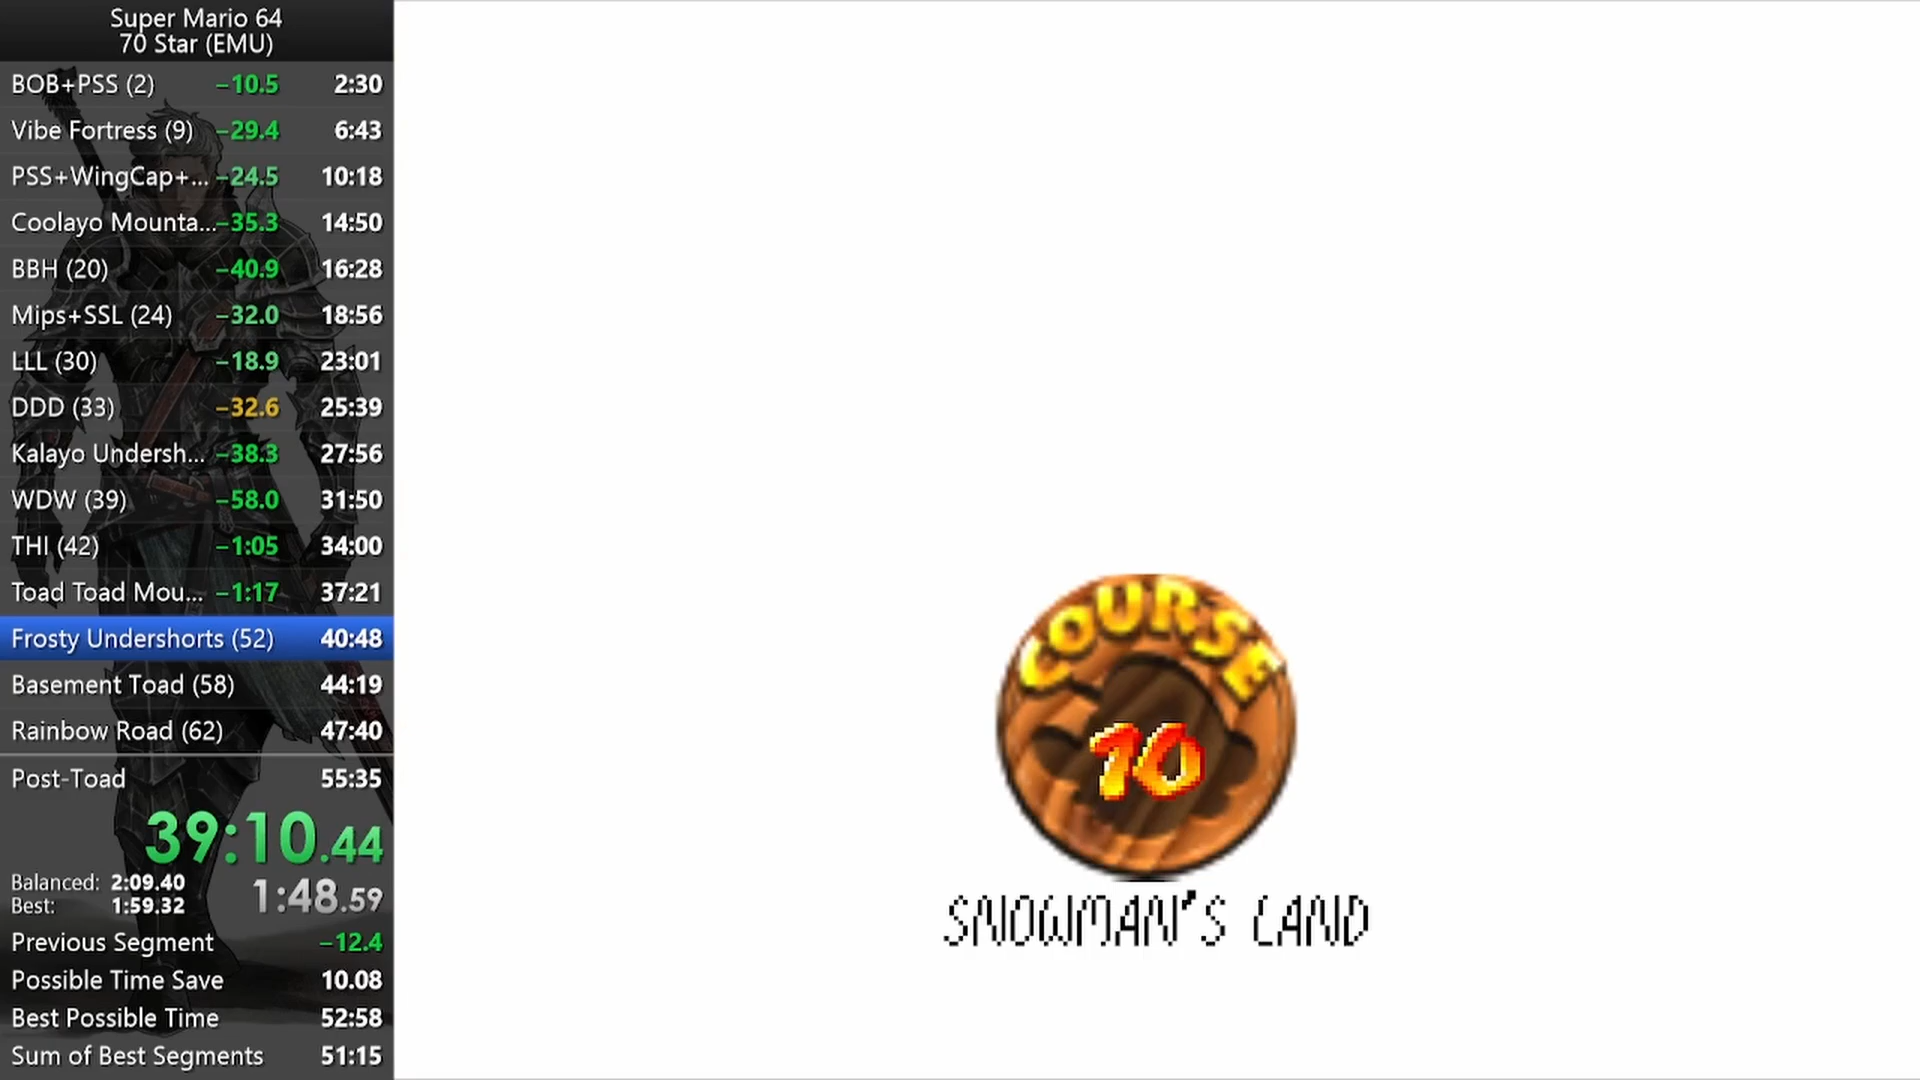 Super Mario 64
70 Star (EMU)
BOB+PSS (2) −10.5 2:30
Vibe Fortress (9) −29.4 6:43
PSS+WingCap+... −24.5 10:18
Coolayo Mounta... −35.3 14:50
BBH (20) −40.9 16:28
Mips+SSL (24) −32.0 18:56
LLL (30) −18.9 23:01
DDD (33) −32.6 25:39
Kalayo Undersh... −38.3 27:56
WDW (39) −58.0 31:50
THI (42) −1:05 34:00
Toad Toad Mou... −1:17 37:21
Frosty Undershorts (52) 40:48
Basement Toad (58) 44:19
Rainbow Road (62) 47:40
Post-Toad 55:35
39:10.44
Balanced: 2:09.40
Best: 1:59.32
1:48.59
Previous Segment −12.4
Possible Time Save 10.08
Best Possible Time 52:58
Sum of Best Segments 51:15
COURSE
10
SNOWMAN'S LAND